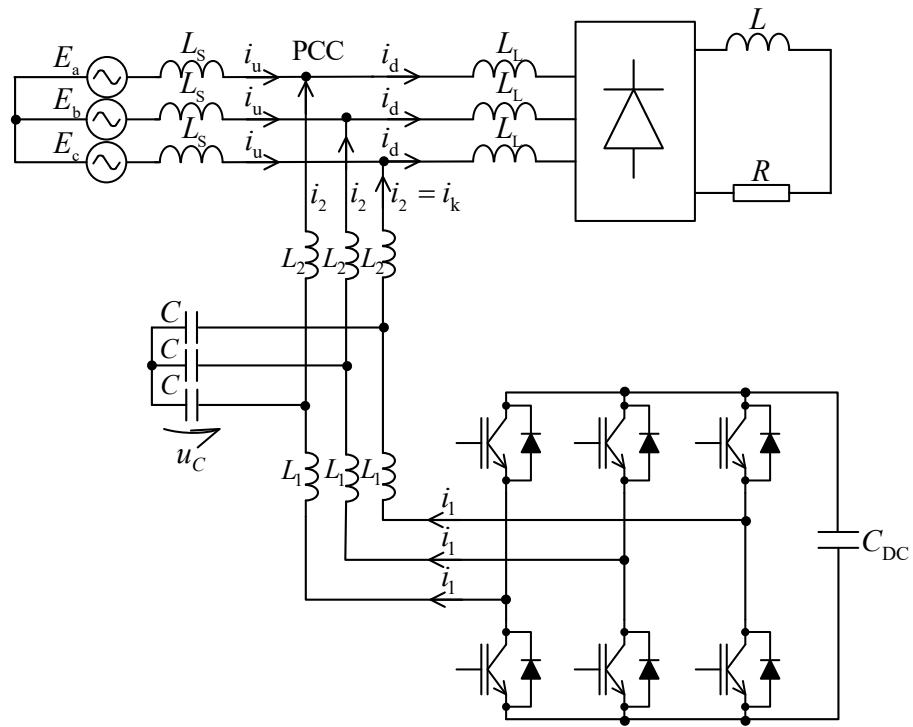 L
E_a L_S i_u PCC i_d L_L
E_b L_S i_u i_d L_L
E_c L_S i_u i_d L_L
R
i_2 i_2 i_2 = i_k
L_2 L_2 L_2
C
C
C
u_C
L_1 L_1 L_1
i_1
i_1
i_1
C_DC